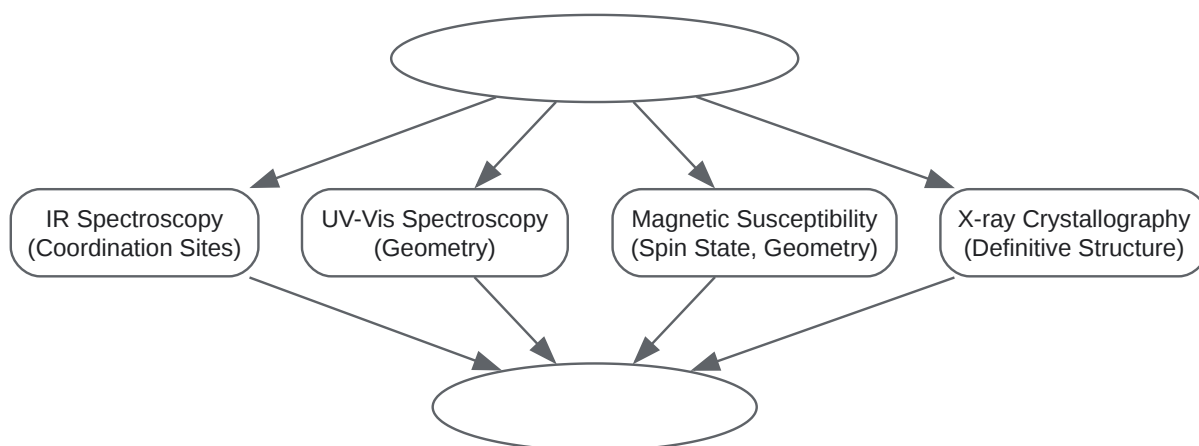 IR Spectroscopy
(Coordination Sites)
UV-Vis Spectroscopy
(Geometry)
Magnetic Susceptibility
(Spin State, Geometry)
X-ray Crystallography
(Definitive Structure)